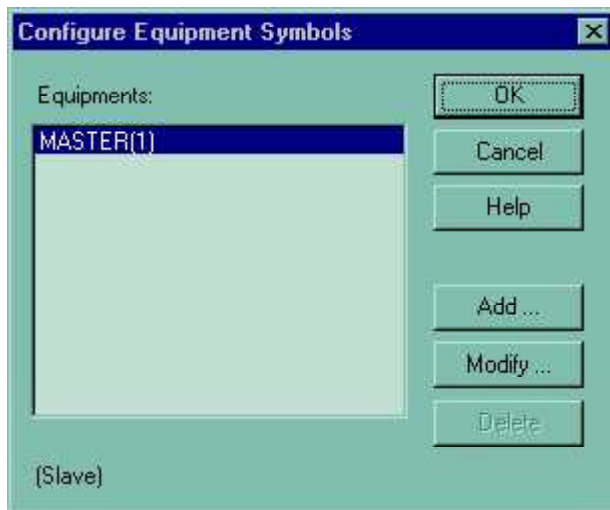 Configure Equipment Symbols
Equipments:
MASTER(1)
OK
Cancel
Help
Add ...
Modify ...
Delete
(Slave)